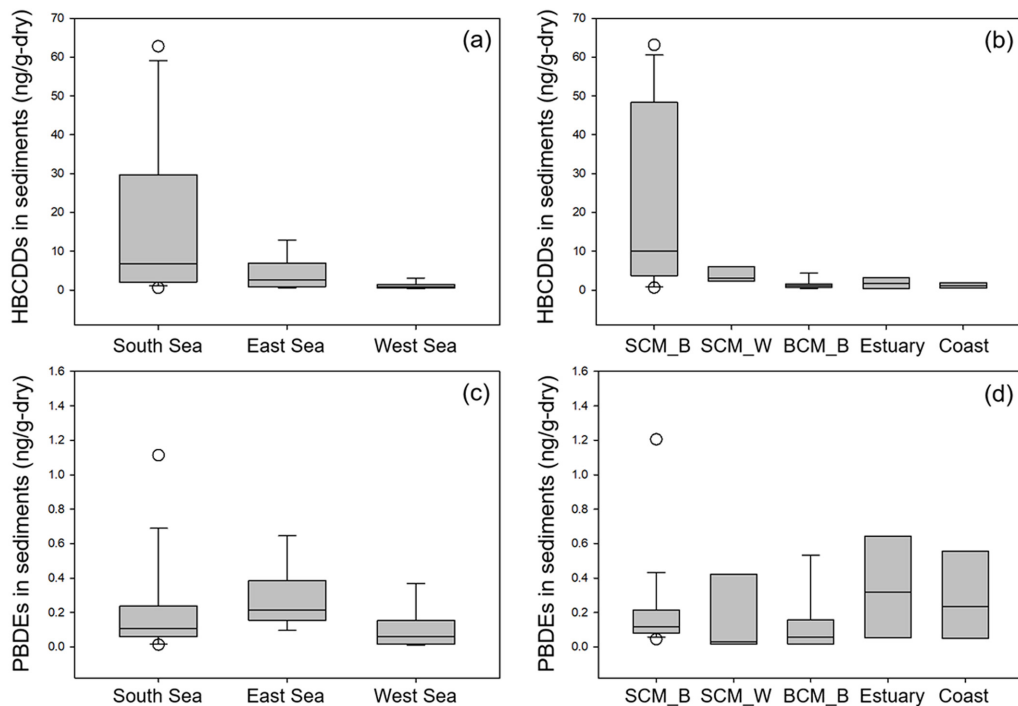 HBCDDs in sediments (ng/g-dry)
70
60
50
40
30
20
10
0
(a)
South Sea East Sea West Sea
HBCDDs in sediments (ng/g-dry)
70
60
50
40
30
20
10
0
(b)
SCM_B SCM_W BCM_B Estuary Coast
PBDEs in sediments (ng/g-dry)
1.6
1.4
1.2
1.0
0.8
0.6
0.4
0.2
0.0
(c)
South Sea East Sea West Sea
PBDEs in sediments (ng/g-dry)
1.6
1.4
1.2
1.0
0.8
0.6
0.4
0.2
0.0
(d)
SCM_B SCM_W BCM_B Estuary Coast